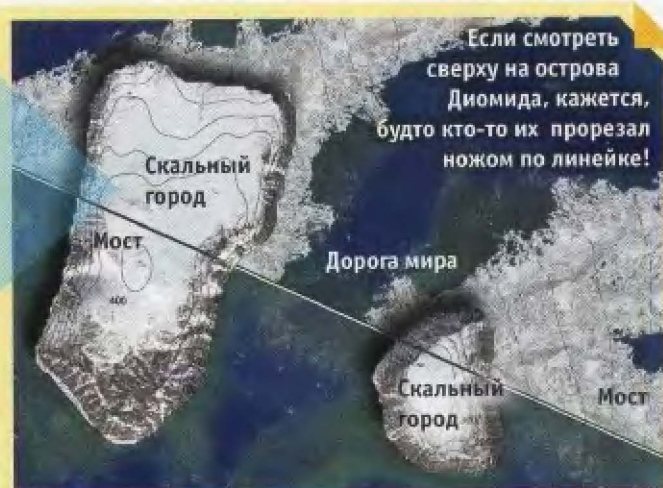 Если смотреть
сверху на острова
Диомида, кажется,
будто кто-то их прорезал
ножом по линейке!
Скальный
город
Мост
400
Дорога мира
Скальный
город
Мост